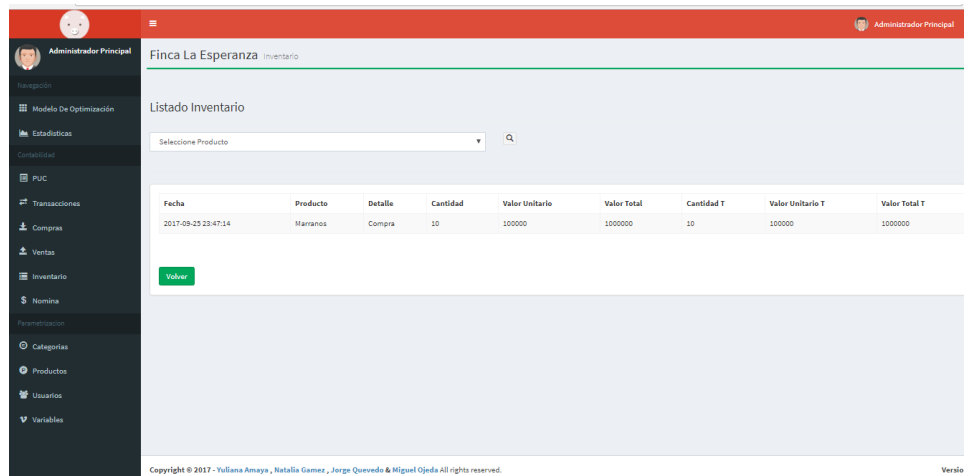 Administrador Principal
Administrador Principal
Finca La Esperanza Inventario
Navegación
Modelo De Optimización
Estadisticas
Contabilidad
PUC
Transacciones
Compras
Ventas
Inventario
Nomina
Parametrizacion
Categorias
Productos
Usuarios
Variables
Listado Inventario
Seleccione Producto
Fecha Producto Detalle Cantidad Valor Unitario Valor Total Cantidad T Valor Unitario T Valor Total T
2017-09-25 23:47:14 Marranos Compra 10 100000 1000000 10 100000 1000000
Volver
Copyright © 2017 - Yuliana Amaya , Natalia Gamez , Jorge Quevedo & Miguel Ojeda All rights reserved.
Versio